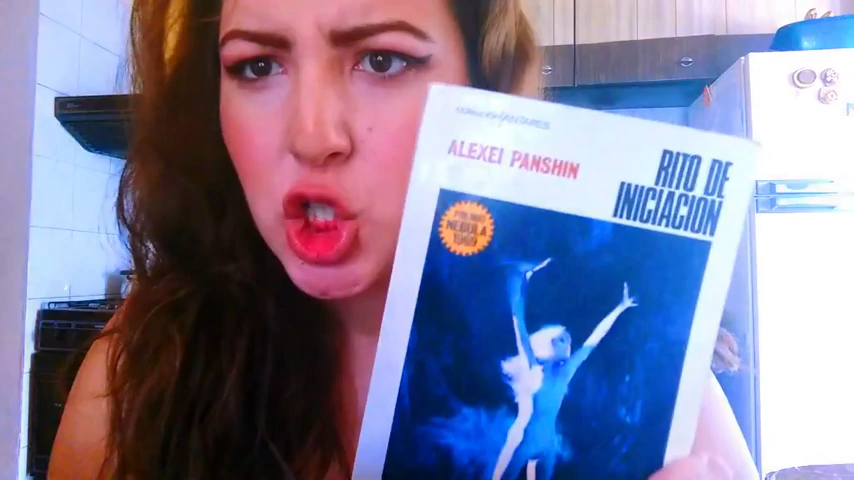 ALEXEI PANSHIN
RITO DE
INICIACION
PREMIO
NEBULA